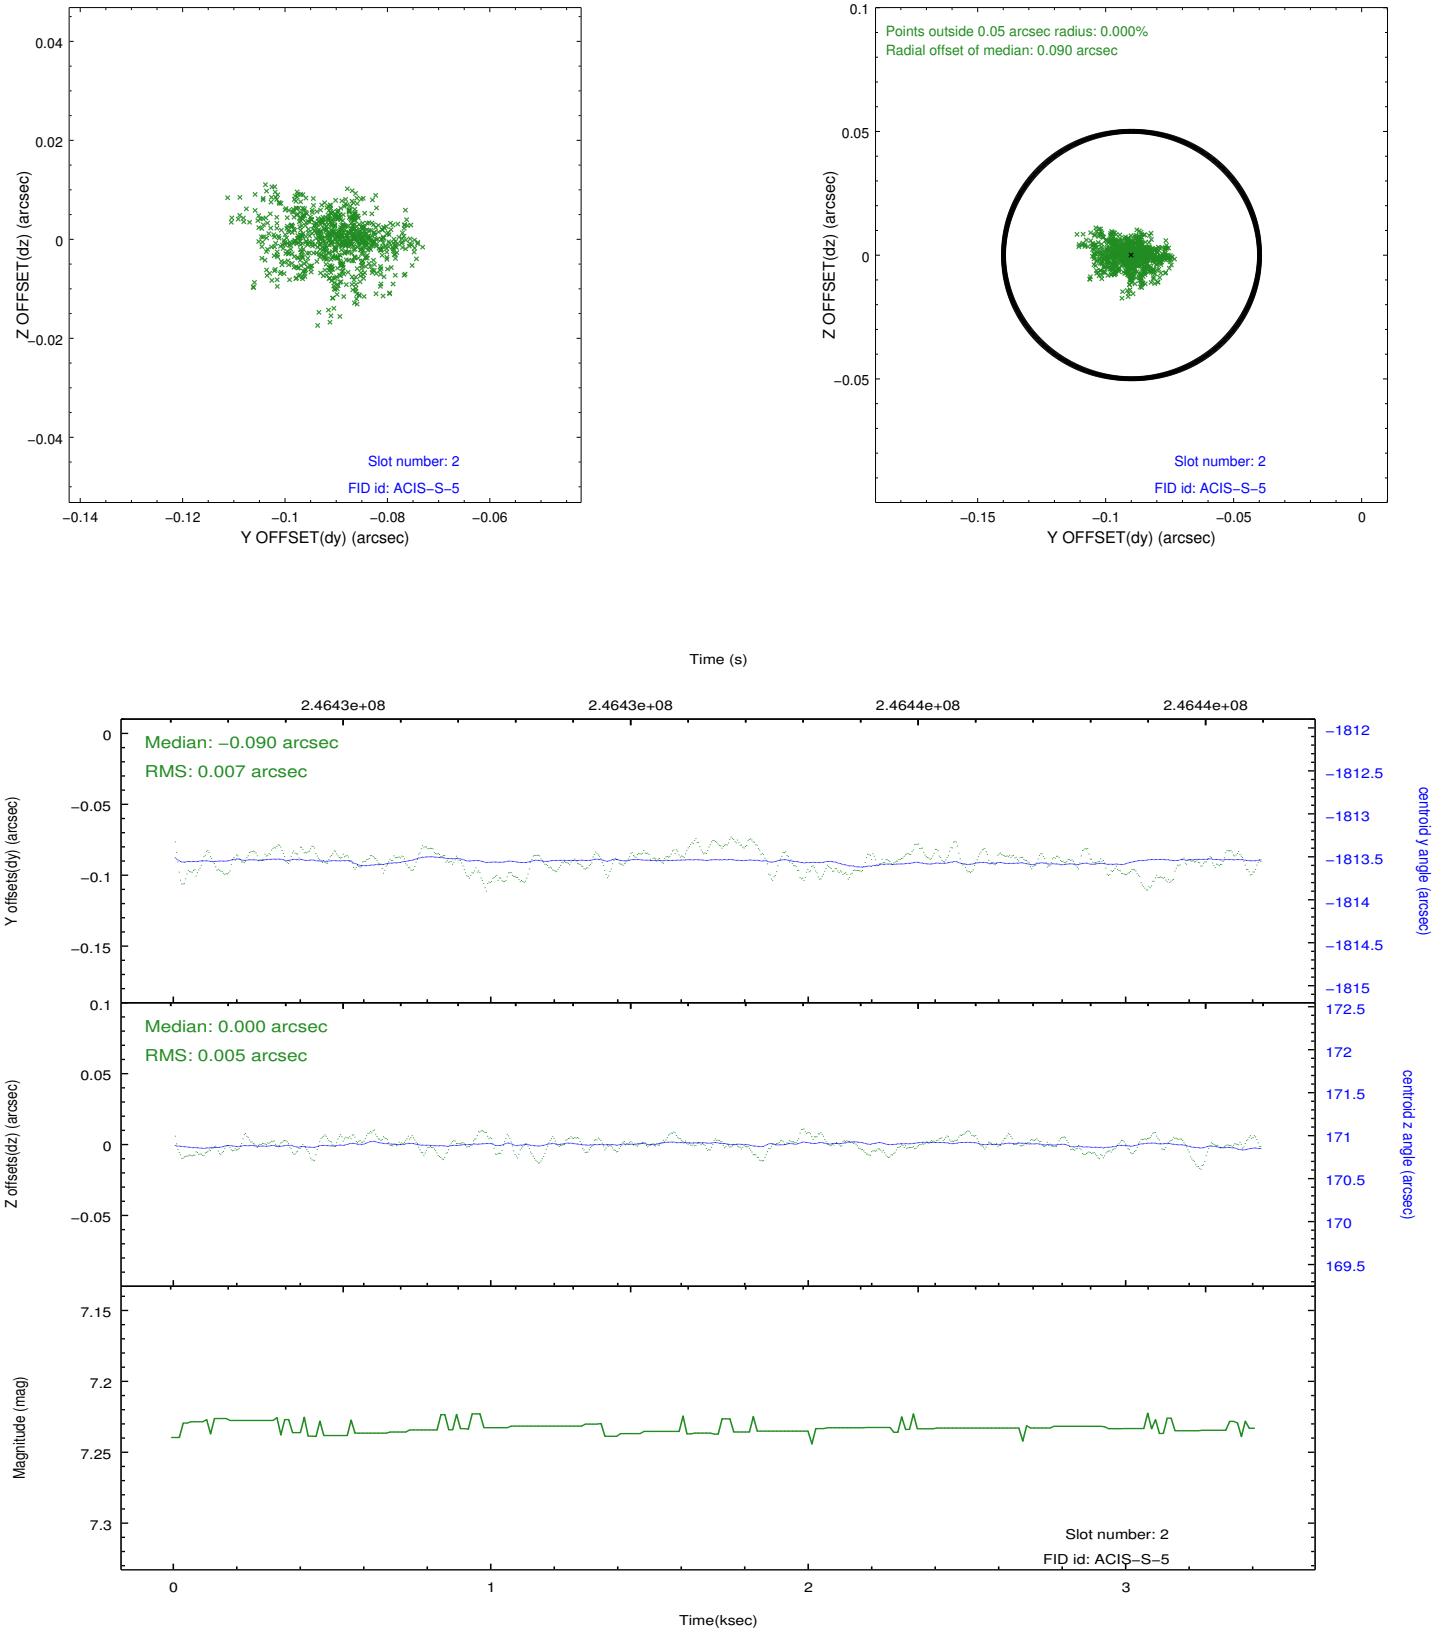 0.04
0.02
0
−0.02
−0.04
Z OFFSET(dz) (arcsec)
Slot number: 2
FID id: ACIS−S−5
−0.14
−0.12
−0.1
−0.08
−0.06
Y OFFSET(dy) (arcsec)
0.1
0.05
0
−0.05
Z OFFSET(dz) (arcsec)
Points outside 0.05 arcsec radius: 0.000%
Radial offset of median: 0.090 arcsec
Slot number: 2
FID id: ACIS−S−5
−0.15
−0.1
−0.05
0
Y OFFSET(dy) (arcsec)
Time (s)
2.4643e+08
2.4643e+08
2.4644e+08
2.4644e+08
Median: −0.090 arcsec
RMS: 0.007 arcsec
0
−0.05
−0.1
−0.15
Y offsets(dy) (arcsec)
−1812
−1812.5
−1813
−1813.5
−1814
−1814.5
−1815
centroid y angle (arcsec)
Median: 0.000 arcsec
RMS: 0.005 arcsec
0.1
0.05
0
−0.05
Z offsets(dz) (arcsec)
172.5
172
171.5
171
170.5
170
169.5
centroid z angle (arcsec)
7.15
7.2
7.25
7.3
Magnitude (mag)
Slot number: 2
FID id: ACIS−S−5
0
1
2
3
Time(ksec)